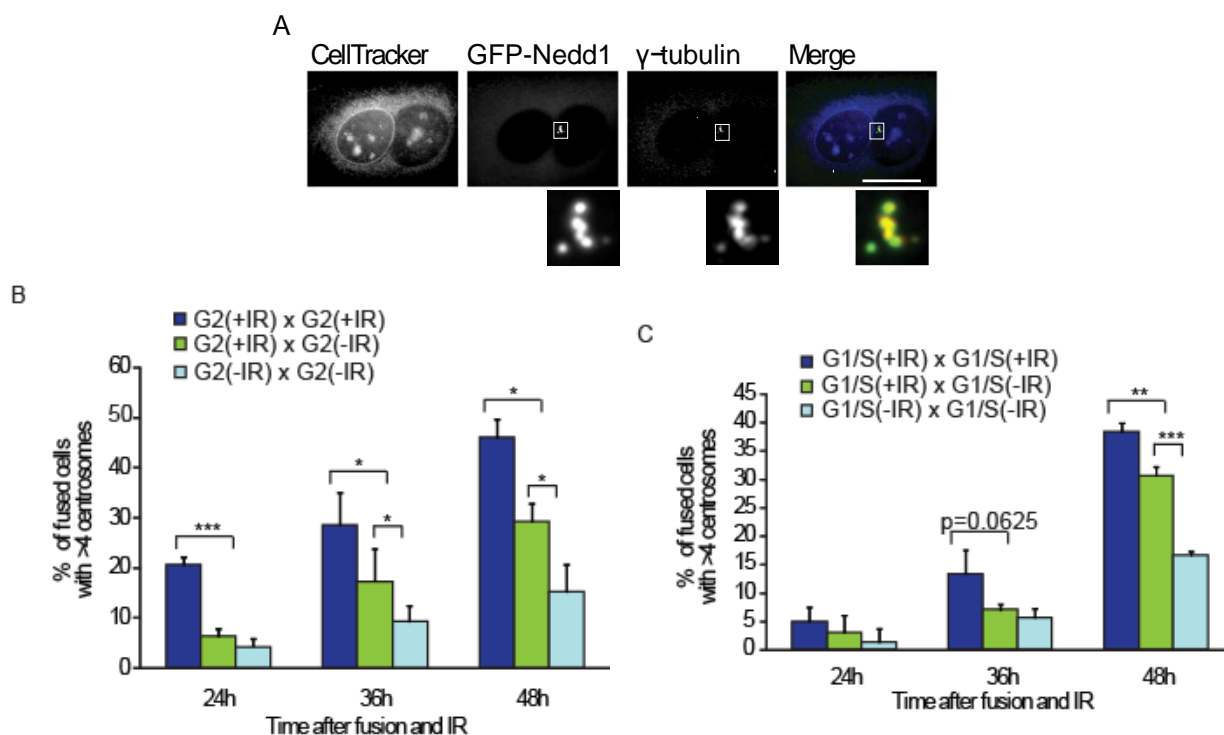 A
CellTracker GFP-Nedd1 γ-tubulin Merge
B
G2(+IR) x G2(+IR)
G2(+IR) x G2(-IR)
G2(-IR) x G2(-IR)
% of fused cells
with >4 centrosomes
60
50
40
30
20
10
0
***
*
*
*
*
24h 36h 48h
Time after fusion and IR
C
G1/S(+IR) x G1/S(+IR)
G1/S(+IR) x G1/S(-IR)
G1/S(-IR) x G1/S(-IR)
% of fused cells
with >4 centrosomes
45
40
35
30
25
20
15
10
5
0
p=0.0625
**
***
24h 36h 48h
Time after fusion and IR